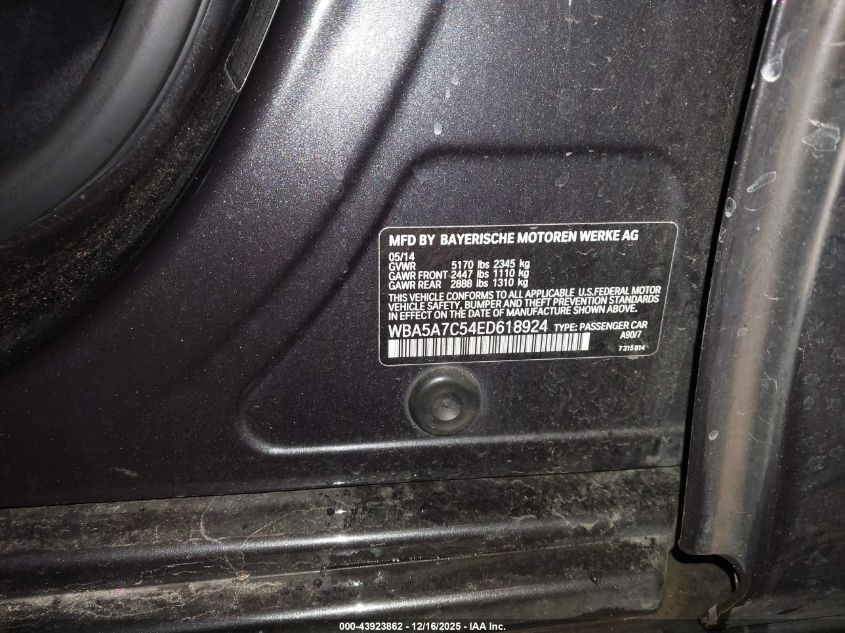 MFD BY BAYERISCHE MOTOREN WERKE AG
05/14
GVWR 5170 lbs 2345 kg
GAWR FRONT 2447 lbs 1110 kg
GAWR REAR 2888 lbs 1310 kg
THIS VEHICLE CONFORMS TO ALL APPLICABLE U.S.FEDERAL MOTOR
VEHICLE SAFETY, BUMPER AND THEFT PREVENTION STANDARDS
IN EFFECT ON THE DATE OF MANUFACTURE SHOWN ABOVE.
WBA5A7C54ED618924 TYPE: PASSENGER CAR
A90/7
7 315 814
000-43923862 - 12/16/2025 - IAA Inc.